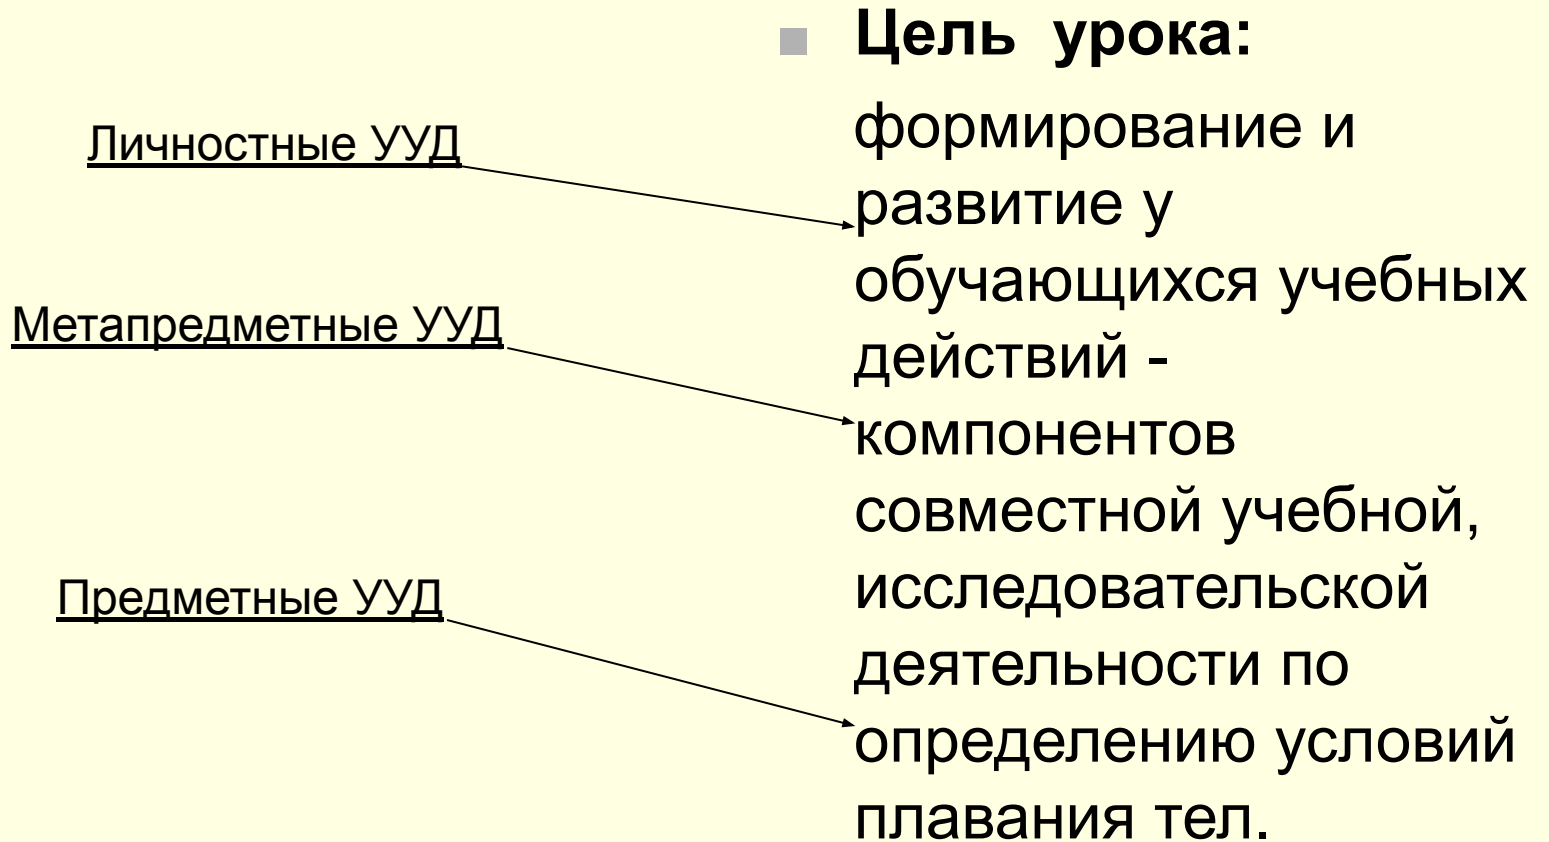 Личностные УУД
Метапредметные УУД
Предметные УУД
Цель урока:
формирование и
развитие у
обучающихся учебных
действий -
компонентов
совместной учебной,
исследовательской
деятельности по
определению условий
плавания тел.